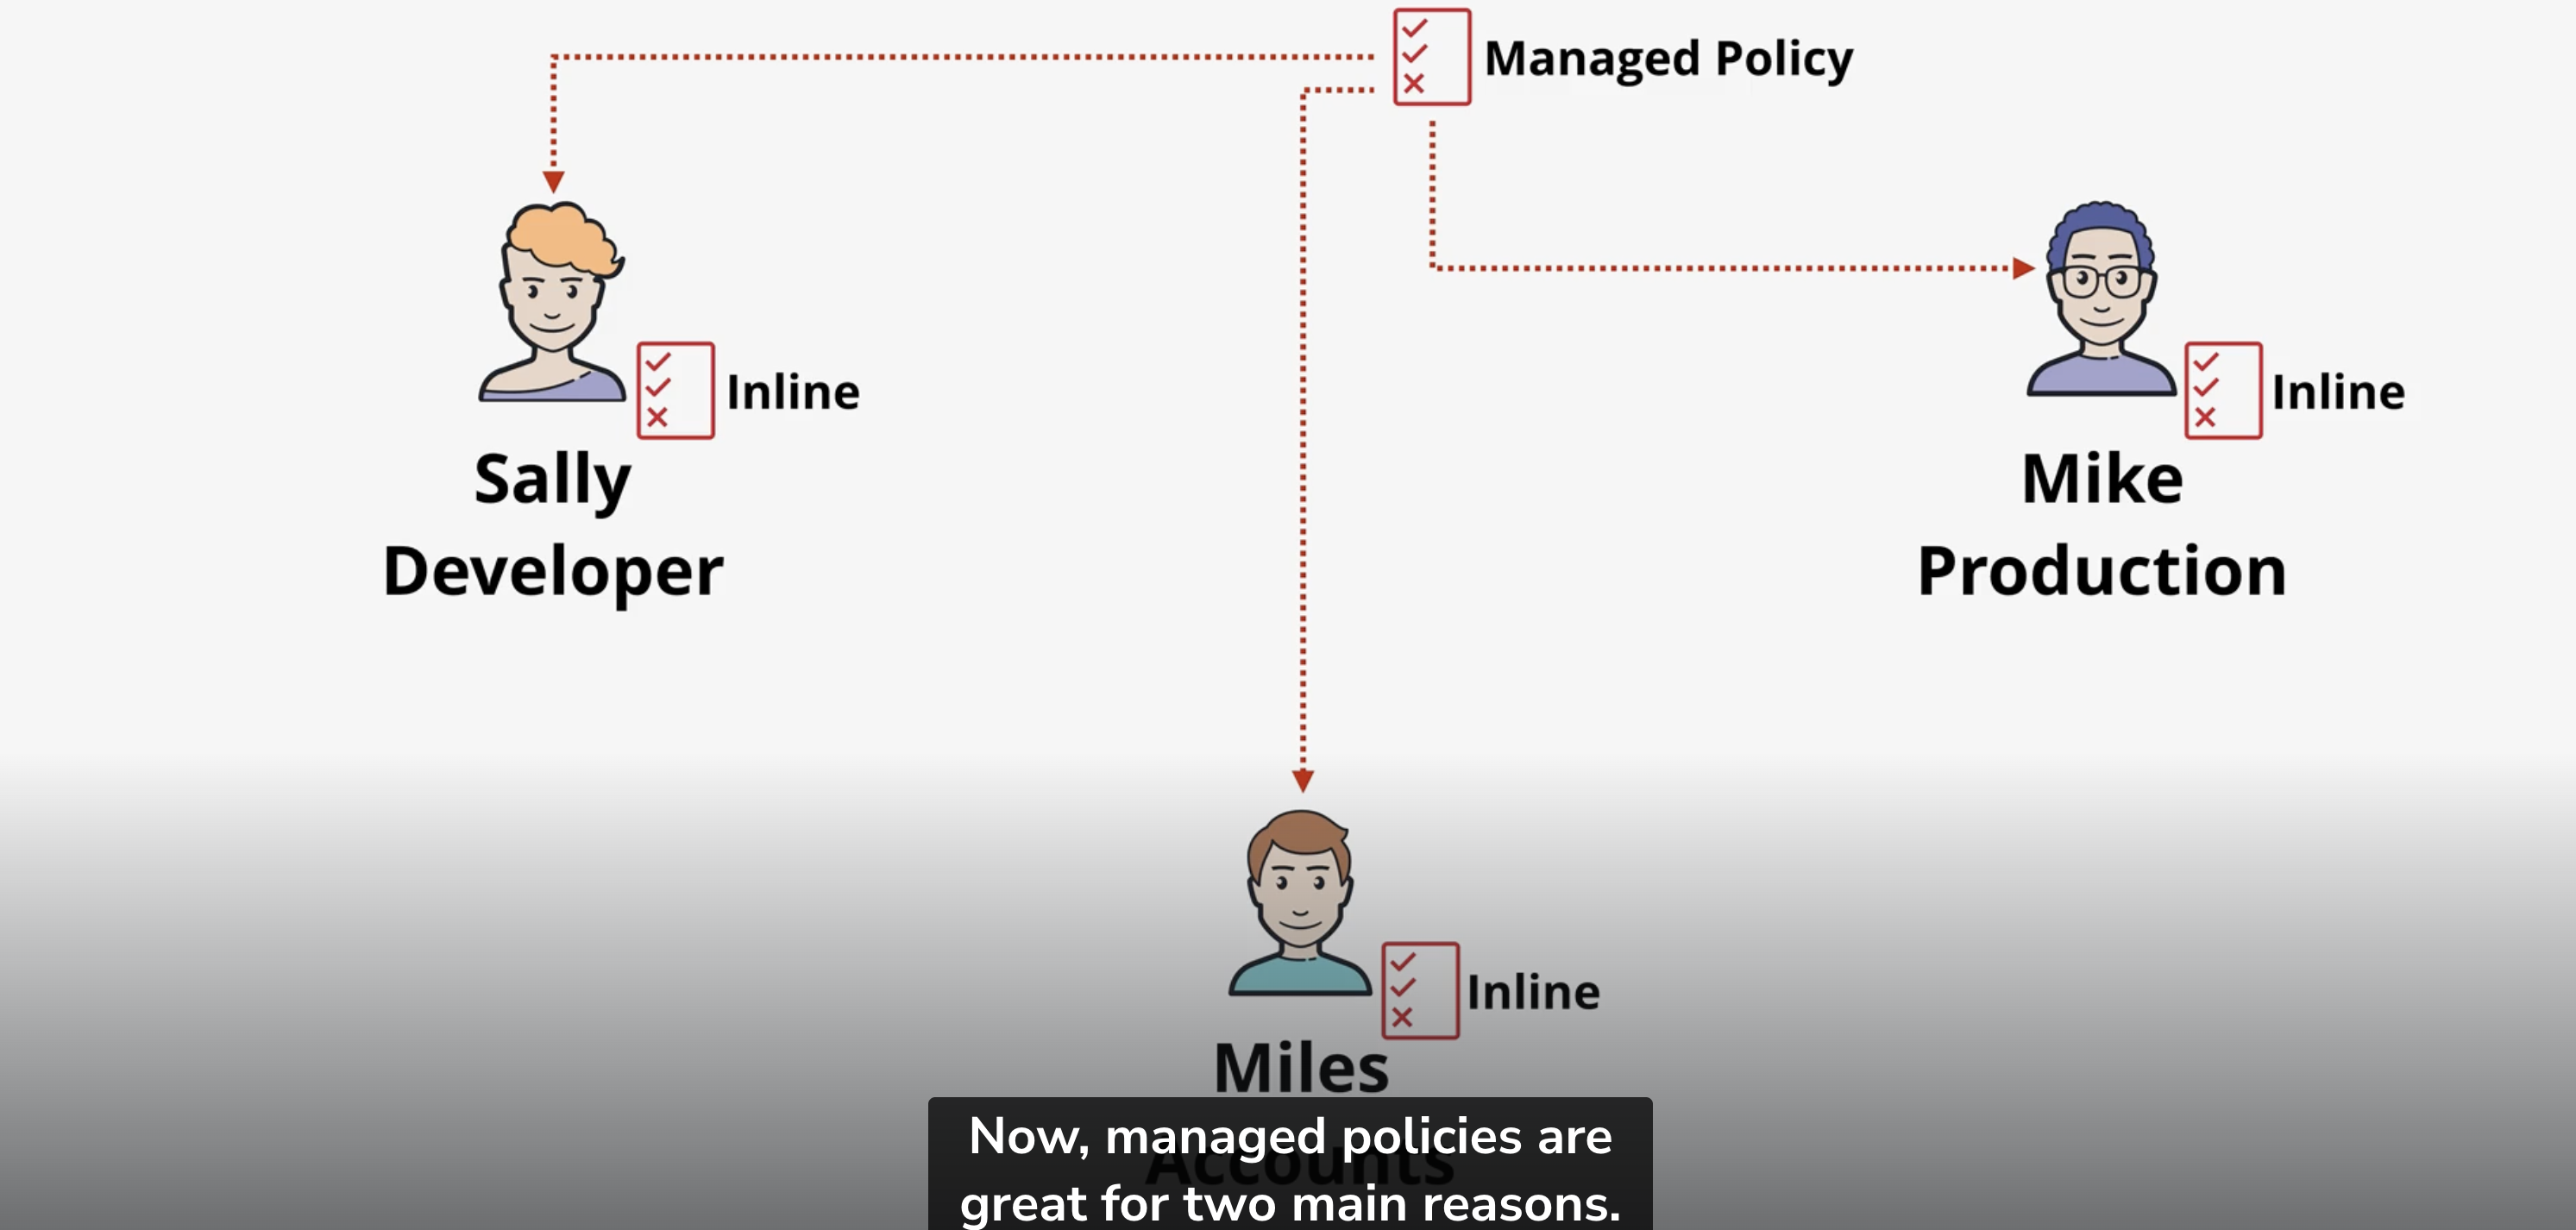 Managed Policy
Inline
Sally
Developer
Inline
Mike
Production
Inline
Miles
Accounts
Now, managed policies are
great for two main reasons.